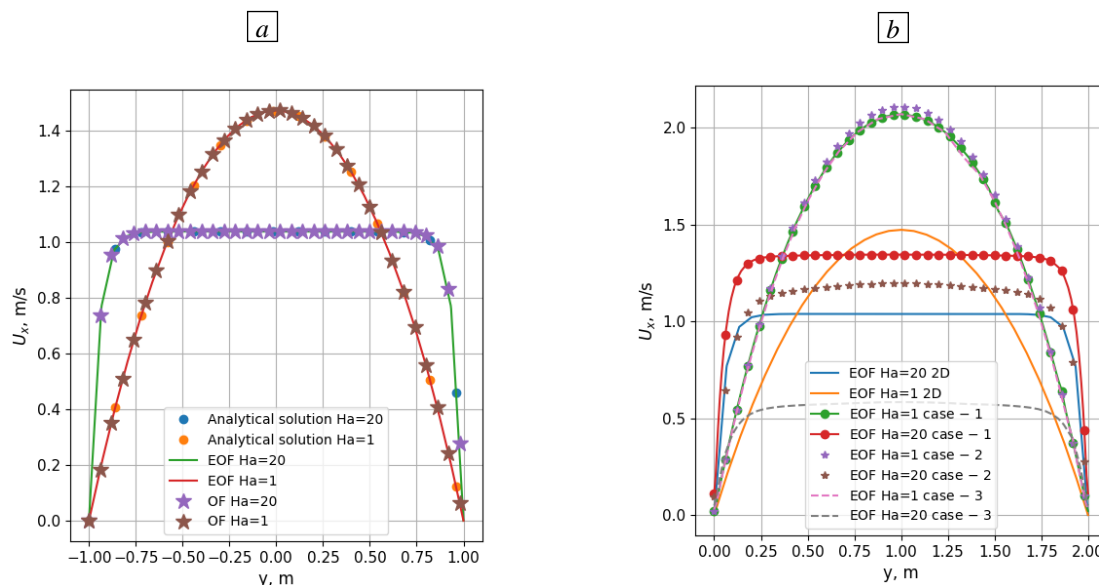 a
b
1.4
1.2
1.0
0.8
0.6
0.4
0.2
0.0
U_x, m/s
Analytical solution Ha=20
Analytical solution Ha=1
EOF Ha=20
EOF Ha=1
OF Ha=20
OF Ha=1
−1.00 −0.75 −0.50 −0.25 0.00 0.25 0.50 0.75 1.00
y, m
2.0
1.5
1.0
0.5
0.0
U_x, m/s
EOF Ha=20 2D
EOF Ha=1 2D
EOF Ha=1 case − 1
EOF Ha=20 case − 1
EOF Ha=1 case − 2
EOF Ha=20 case − 2
EOF Ha=1 case − 3
EOF Ha=20 case − 3
0.00 0.25 0.50 0.75 1.00 1.25 1.50 1.75 2.00
y, m